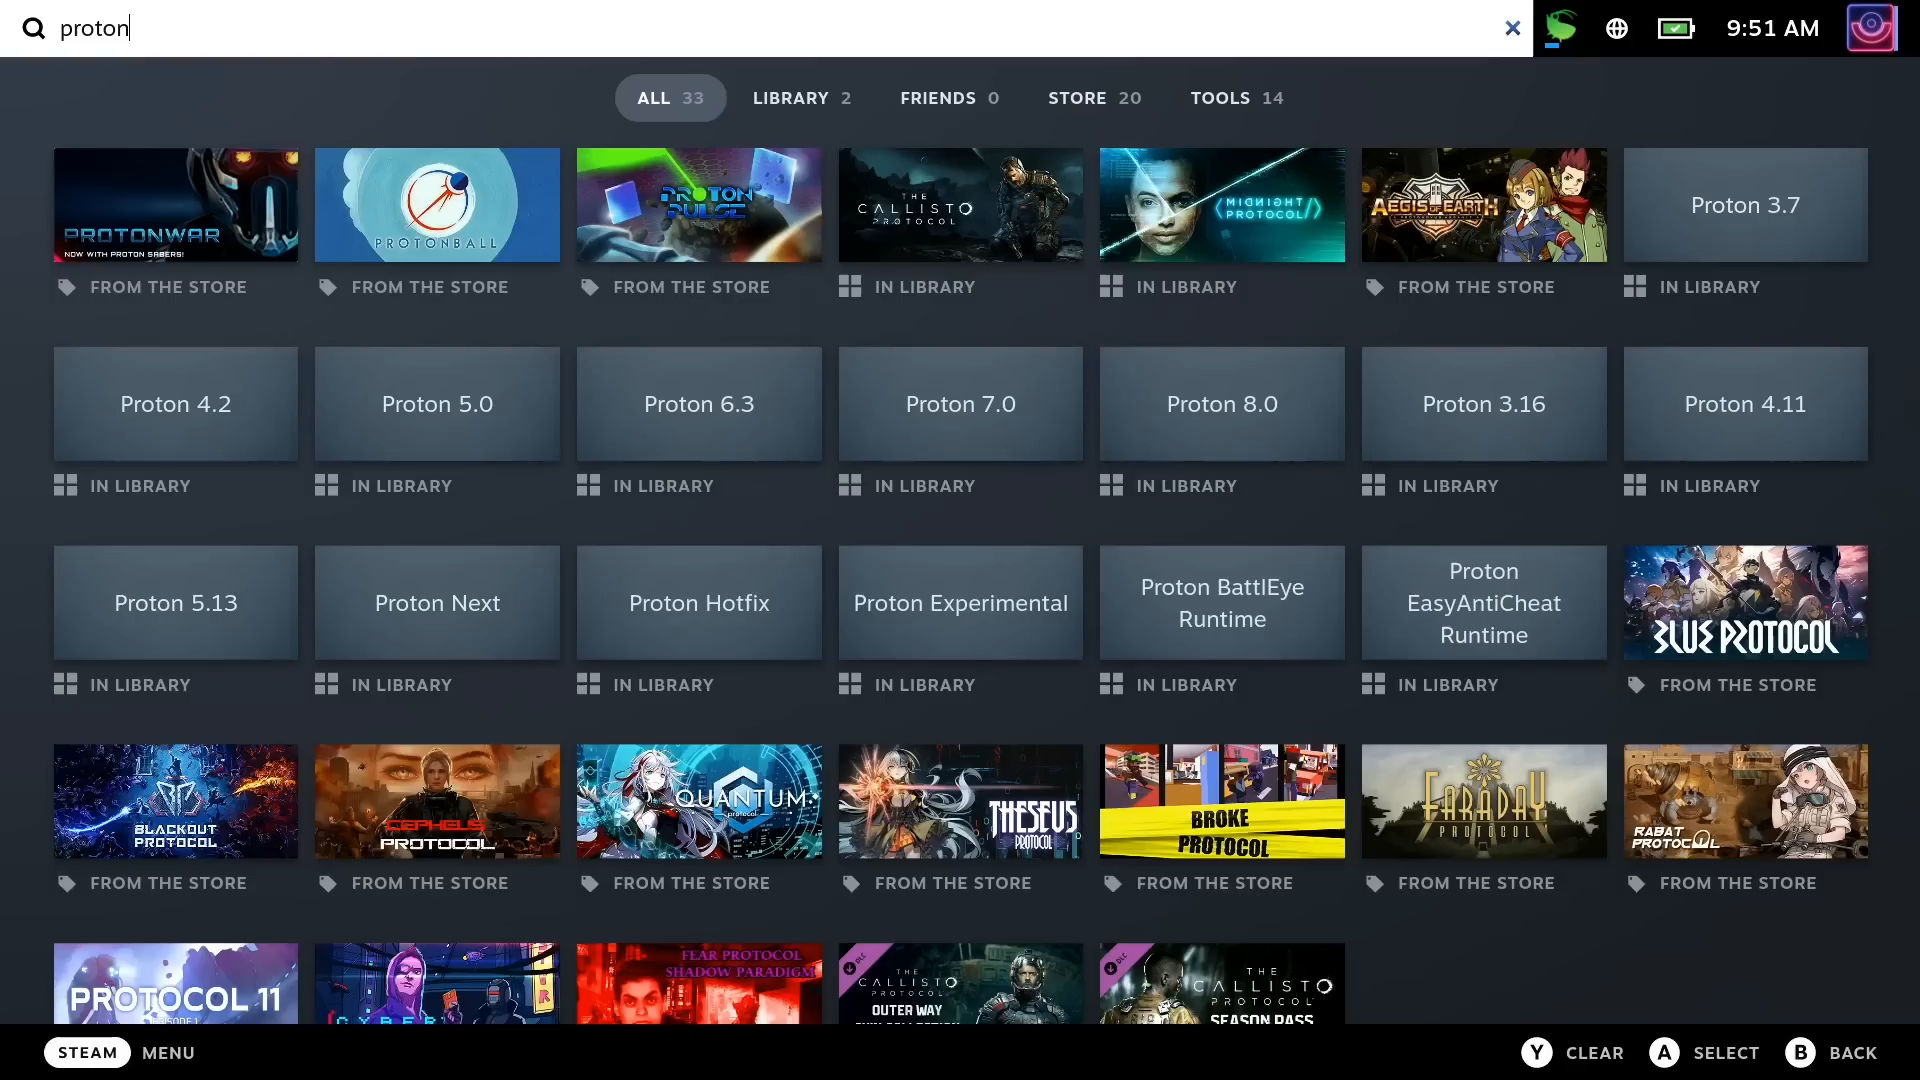 proton
9:51 AM
ALL 33 LIBRARY 2 FRIENDS 0 STORE 20 TOOLS 14
PROTONWAR
NOW WITH PROTON SABERS!
PROTONBALL
PROTON
PULSE
THE
CALLISTO
PROTOCOL
MIDNIGHT
PROTOCOL
AEGIS OF EARTH
Proton 3.7
FROM THE STORE
FROM THE STORE
FROM THE STORE
IN LIBRARY
IN LIBRARY
FROM THE STORE
IN LIBRARY
Proton 4.2
Proton 5.0
Proton 6.3
Proton 7.0
Proton 8.0
Proton 3.16
Proton 4.11
IN LIBRARY
IN LIBRARY
IN LIBRARY
IN LIBRARY
IN LIBRARY
IN LIBRARY
IN LIBRARY
Proton 5.13
Proton Next
Proton Hotfix
Proton Experimental
Proton BattlEye
Runtime
Proton
EasyAntiCheat
Runtime
BLUE PROTOCOL
IN LIBRARY
IN LIBRARY
IN LIBRARY
IN LIBRARY
IN LIBRARY
IN LIBRARY
FROM THE STORE
BLACKOUT
PROTOCOL
CEPHEUS
PROTOCOL
QUANTUM
protocol
THESEUS
PROTOCOL
BROKE
PROTOCOL
FARADAY
PROTOCOL
RABAT
PROTOCOL
FROM THE STORE
FROM THE STORE
FROM THE STORE
FROM THE STORE
FROM THE STORE
FROM THE STORE
FROM THE STORE
PROTOCOL 11
EPISODE 1
CYBER
FEAR PROTOCOL
SHADOW PARADIGM
DLC
THE
CALLISTO
PROTOCOL
OUTER WAY
DLC
THE
CALLISTO
PROTOCOL
SEASON PASS
STEAM MENU
Y CLEAR A SELECT B BACK